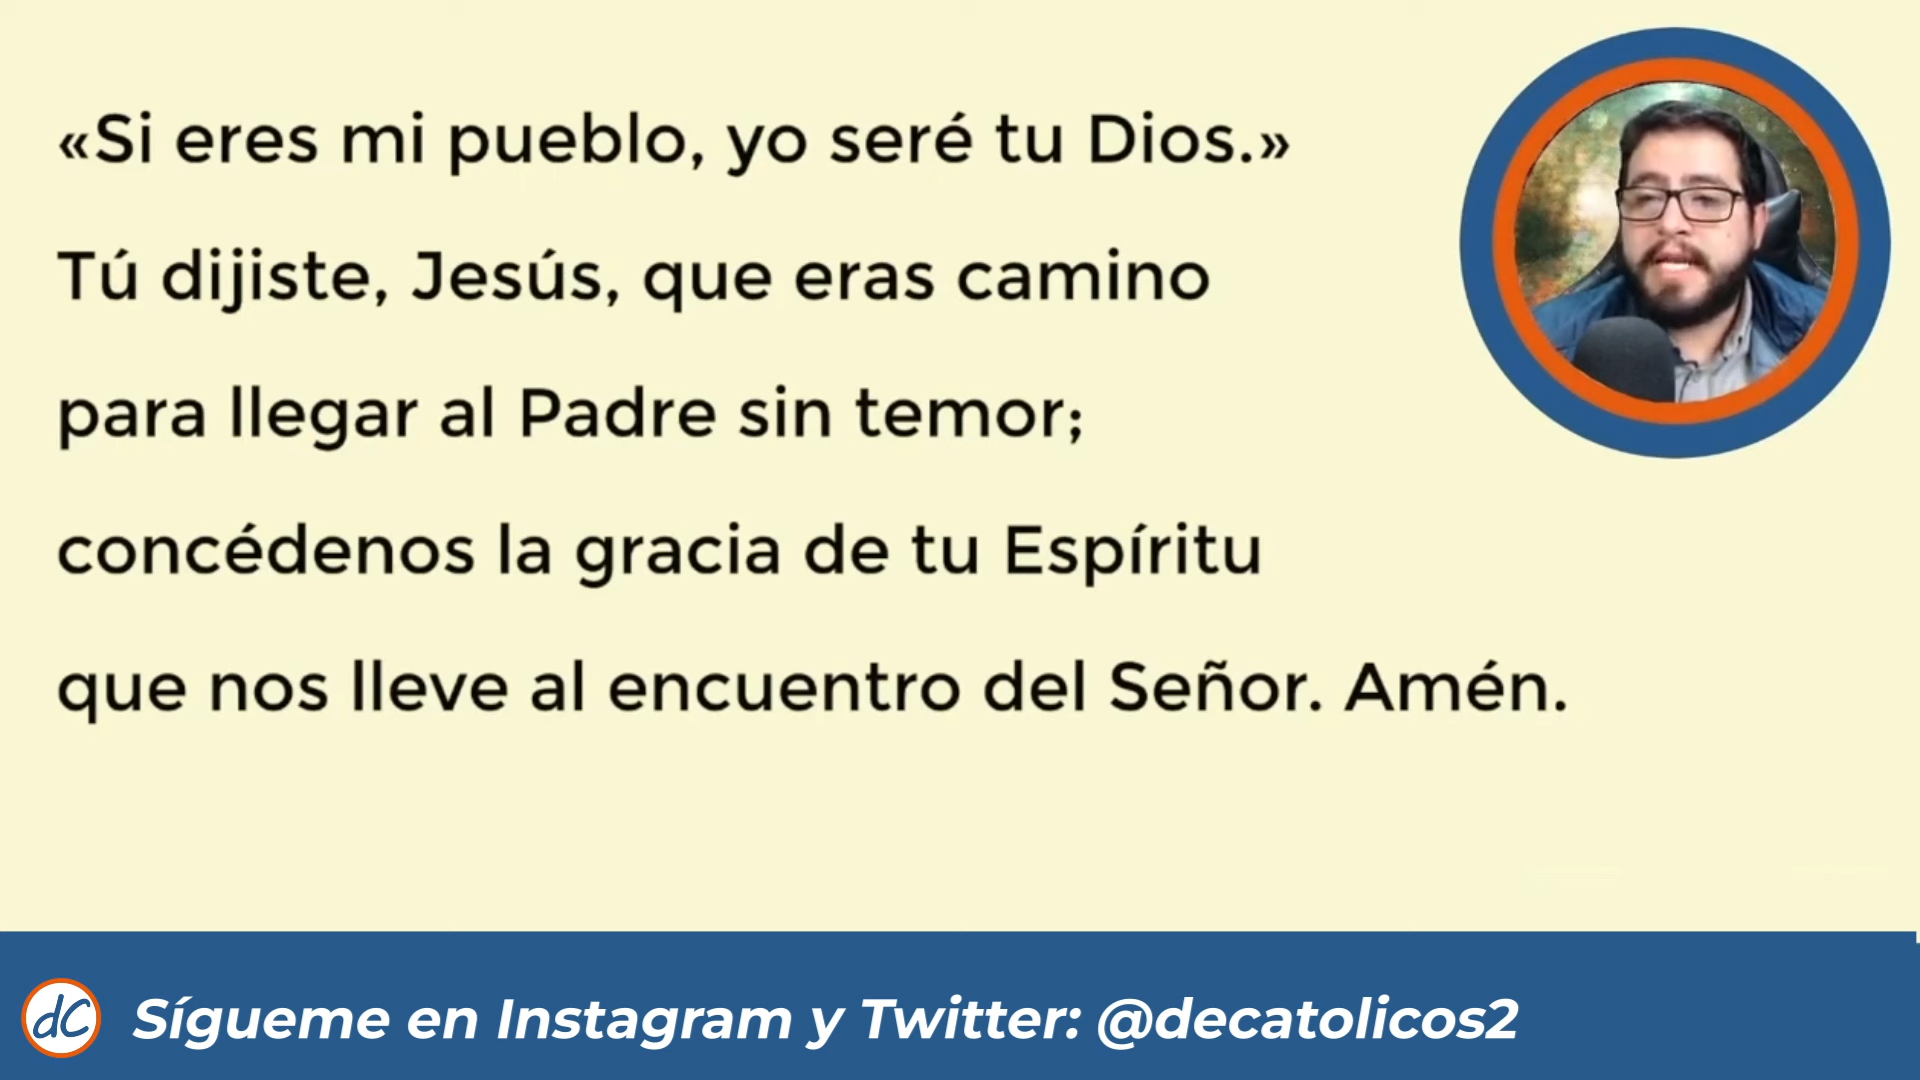 «Si eres mi pueblo, yo seré tu Dios.»
Tú dijiste, Jesús, que eras camino
para llegar al Padre sin temor;
concédenos la gracia de tu Espíritu
que nos lleve al encuentro del Señor. Amén.
dC Sígueme en Instagram y Twitter: @decatolicos2